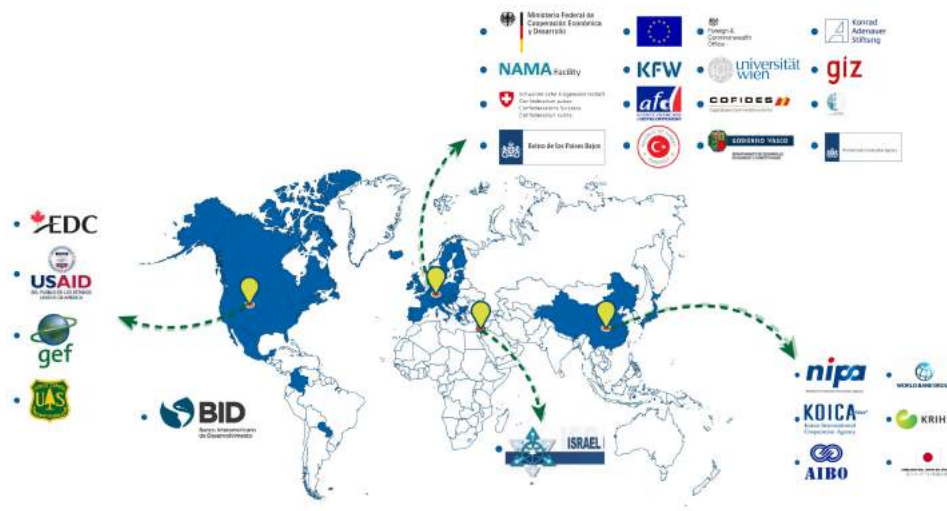 Ministerio Federal de
Cooperación Económica
y Desarrollo
Foreign &
Commonwealth
Office
Konrad
Adenauer
Stiftung
NAMA Facility
KFW
universität
wien
giz
afd
COFIDES
Reino de los Países Bajos
GOBIERNO VASCO
EDC
USAID
DEL PUEBLO DE LOS ESTADOS
UNIDOS DE AMÉRICA
gef
UAS
BID
Banco Interamericano
de Desarrollo
ISRAEL
nipa
WORLD BANK GROUP
KOICA
Korea International
Cooperation Agency
KRIHS
AIBO